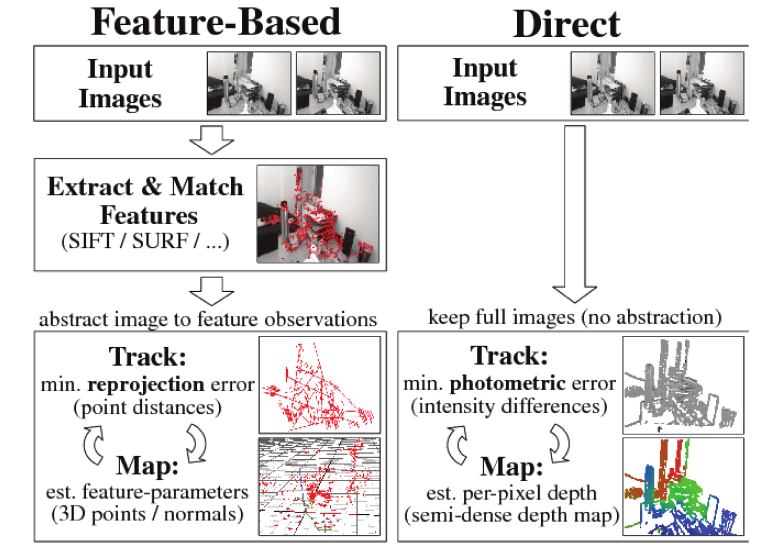 Feature-Based
Input
Images
Extract & Match
Features
(SIFT / SURF / ...)
abstract image to feature observations
Track:
min. reprojection error
(point distances)
Map:
est. feature-parameters
(3D points / normals)
Direct
Input
Images
keep full images (no abstraction)
Track:
min. photometric error
(intensity differences)
Map:
est. per-pixel depth
(semi-dense depth map)